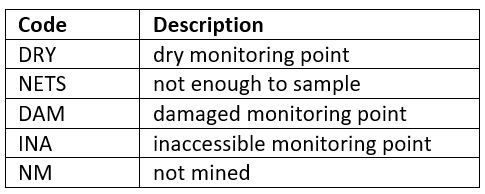 Code Description
DRY dry monitoring point
NETS not enough to sample
DAM damaged monitoring point
INA inaccessible monitoring point
NM not mined